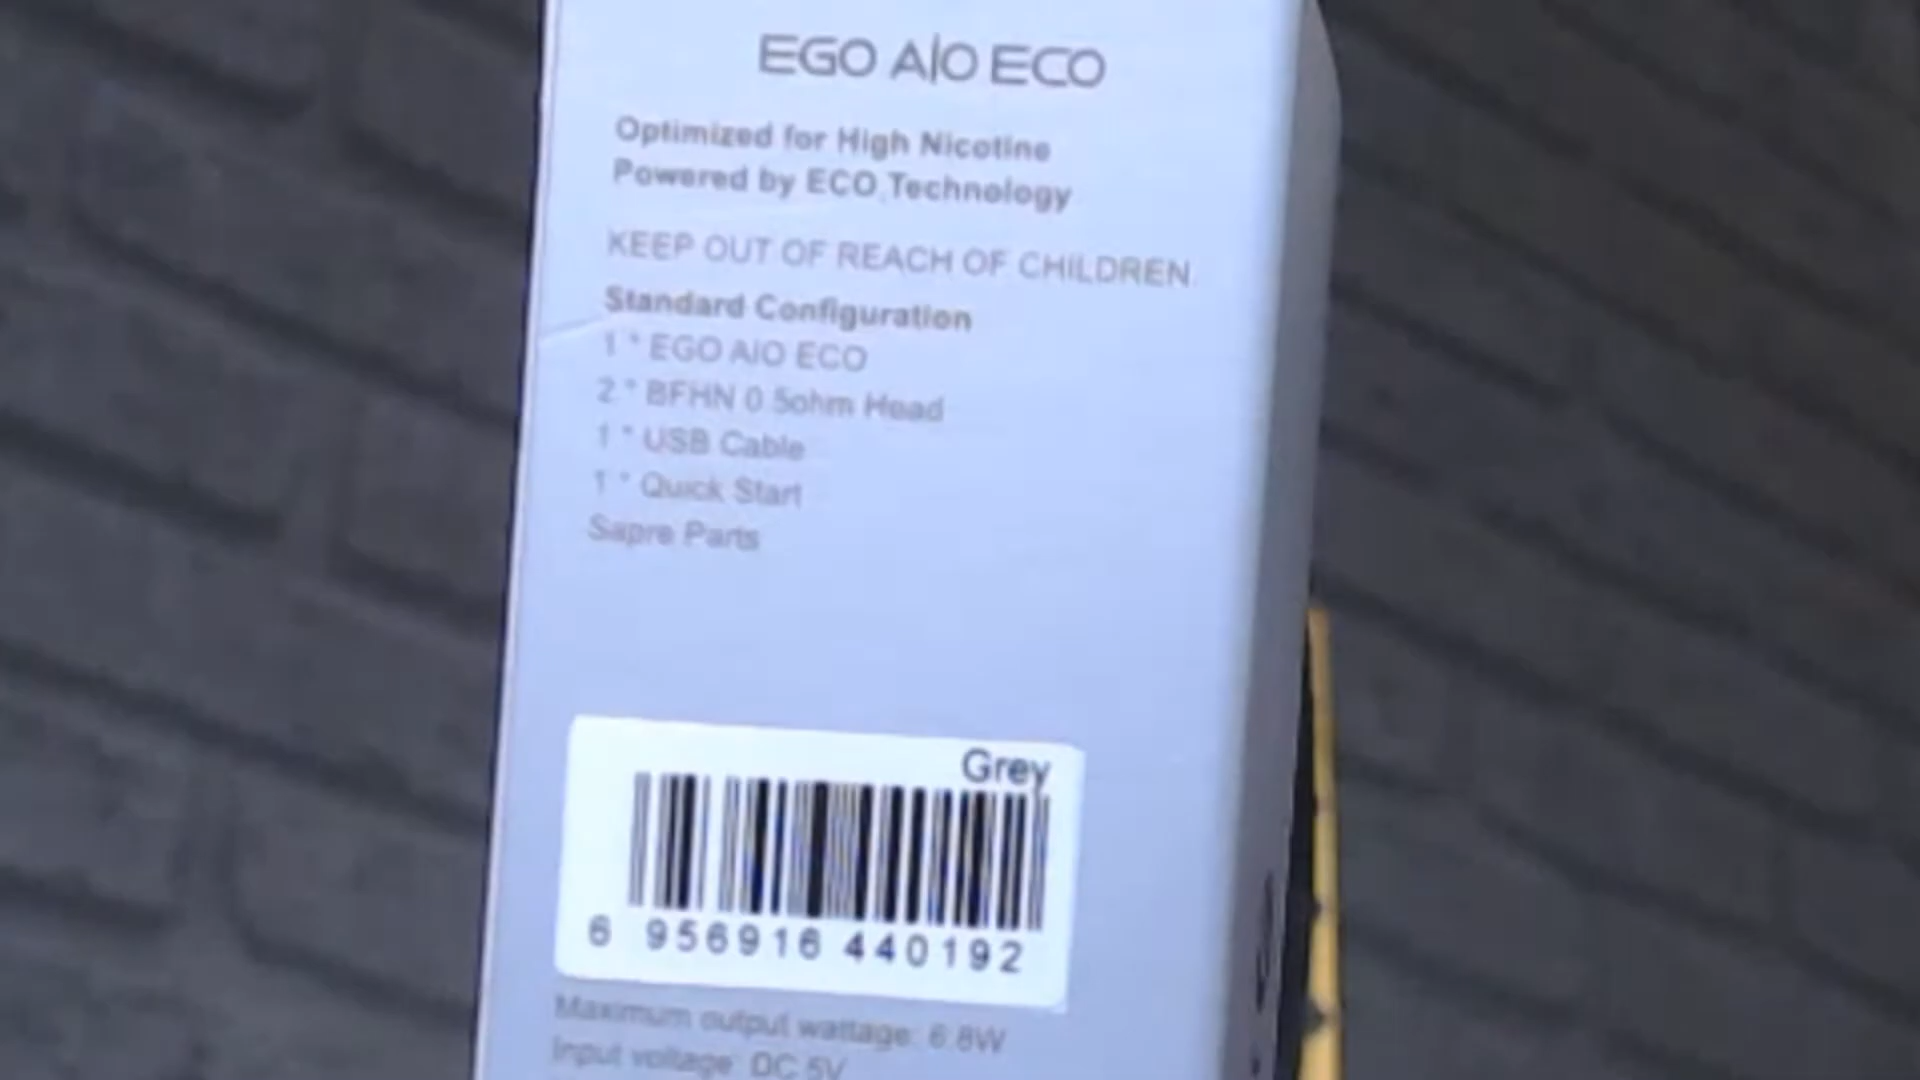 EGO AIO ECO
Optimized for High Nicotine
Powered by ECO Technology
KEEP OUT OF REACH OF CHILDREN.
Standard Configuration
1 * EGO AIO ECO
2 * BFHN 0.5ohm Head
1 * USB Cable
1 * Quick Start
Sapre Parts
Grey
6 956916 440192
Maximum output wattage: 6.8W
Input voltage: DC 5V